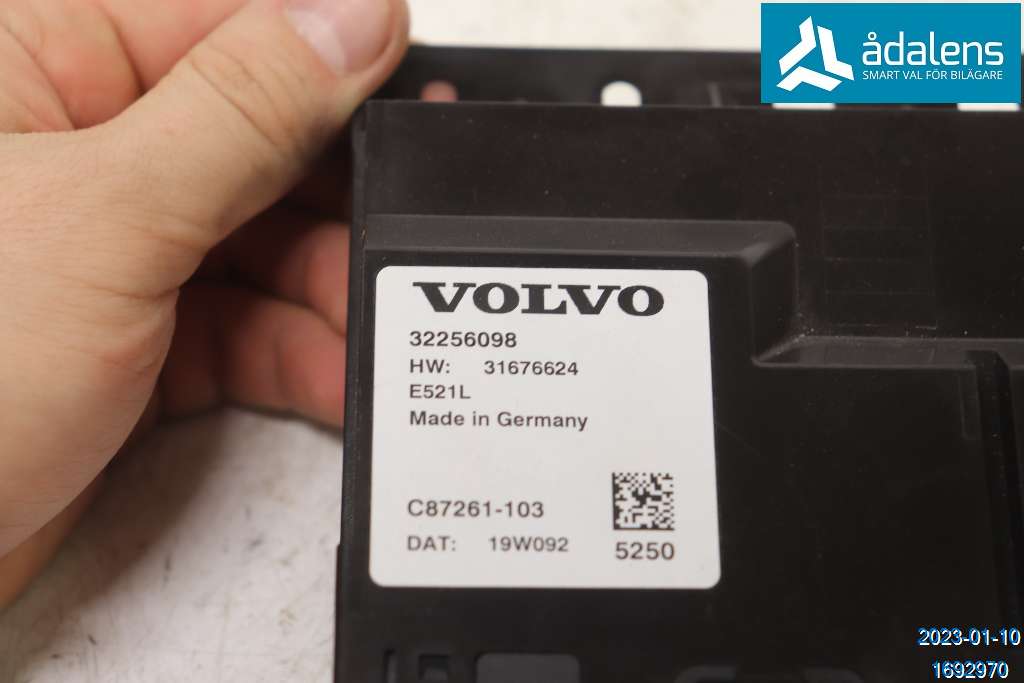 ådalens
SMART VAL FÖR BILÄGARE
VOLVO
32256098
HW: 31676624
E521L
Made in Germany
C87261-103
DAT: 19W092
5250
2023-01-10
1692970